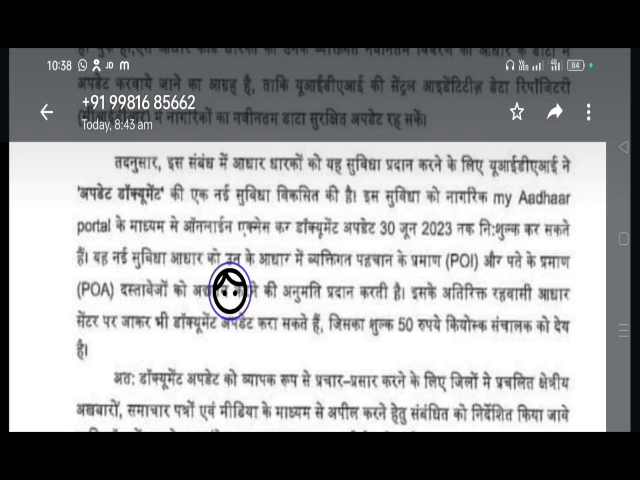 10:38 JD m 84
अपडेट करवाये जाने का आग्रह है, ताकि यूआईडीएआई की सेंट्रल आइडेंटिटीज़ डेटा रिपॉजिटरी
+91 99816 85662
Today, 8:43 am
में नागरिकों का नवीनतम डाटा सुरक्षित अपडेट रह सकें।
तदनुसार, इस संबंध में आधार धारकों को यह सुविधा प्रदान करने के लिए यूआईडीएआई ने
'अपडेट डॉक्यूमेंट' की एक नई सुविधा विकसित की है। इस सुविधा को नागरिक my Aadhaar
portal के माध्यम से ऑनलाईन एक्सेस कर डॉक्यूमेंट अपडेट 30 जून 2023 तक नि:शुल्क कर सकते
हैं। यह नई सुविधा आधार को उन के आधार में व्यक्तिगत पहचान के प्रमाण (POI) और पते के प्रमाण
(POA) दस्तावेजों को की अनुमति प्रदान करती है। इसके अतिरिक्त रहवासी आधार
सेंटर पर जाकर भी डॉक्यूमेंट अपडेट करा सकते हैं, जिसका शुल्क 50 रुपये कियोस्क संचालक को देय
है।
अत: डॉक्यूमेंट अपडेट को व्यापक रूप से प्रचार-प्रसार करने के लिए जिलों मे प्रचलित क्षेत्रीय
अखबारों, समाचार पत्रों एवं मीडिया के माध्यम से अपील करने हेतु संबंधित को निर्देशित किया जाये